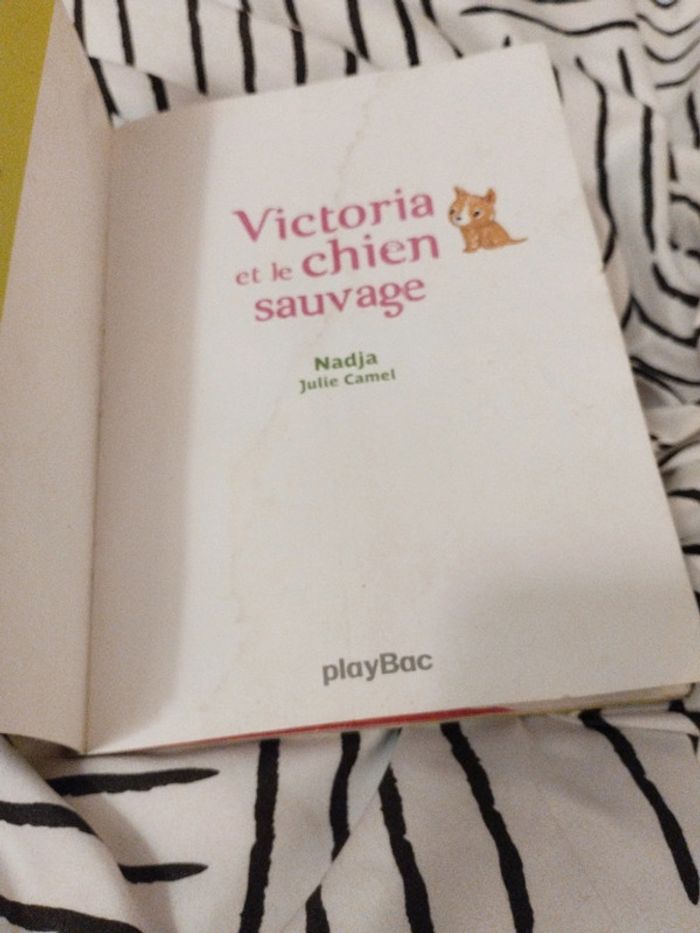 Victoria
et le chien
sauvage
Nadja
Julie Camel
playBac